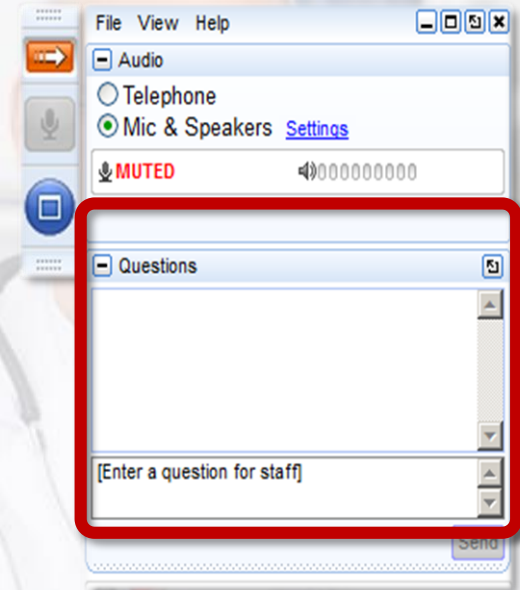 File View Help
Audio
Telephone
Mic & Speakers Settings
MUTED
Questions
[Enter a question for staff]
Send